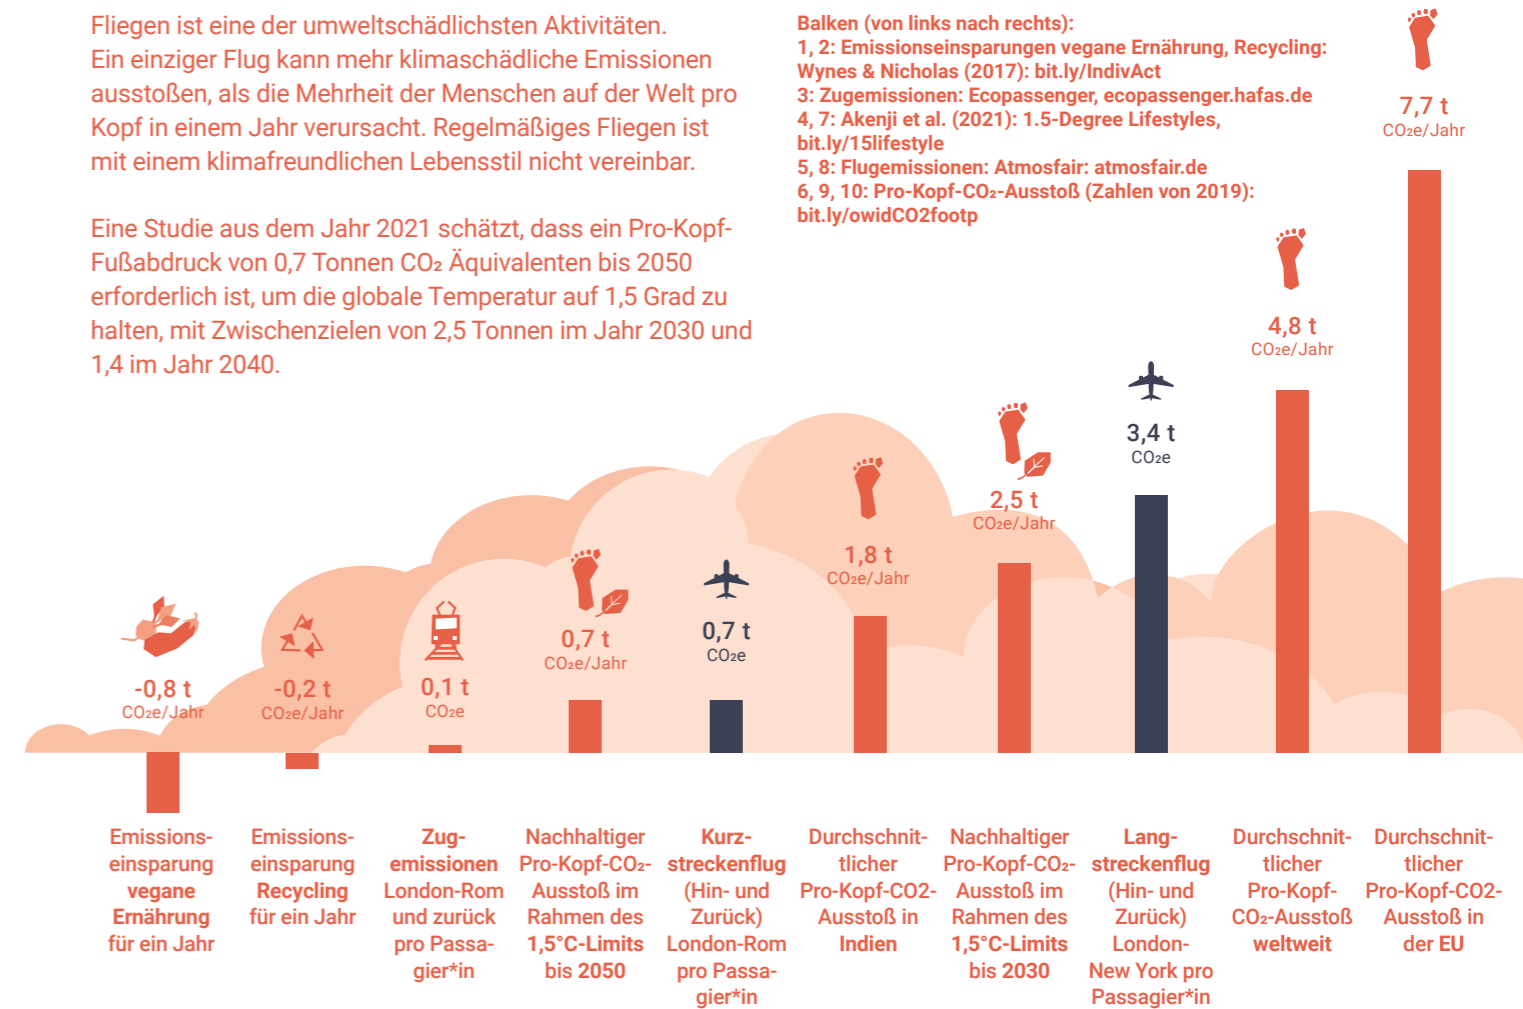 Fliegen ist eine der umweltschädlichsten Aktivitäten.
Ein einziger Flug kann mehr klimaschädliche Emissionen
ausstoßen, als die Mehrheit der Menschen auf der Welt pro
Kopf in einem Jahr verursacht. Regelmäßiges Fliegen ist
mit einem klimafreundlichen Lebensstil nicht vereinbar.
Eine Studie aus dem Jahr 2021 schätzt, dass ein Pro-Kopf-
Fußabdruck von 0,7 Tonnen CO₂ Äquivalenten bis 2050
erforderlich ist, um die globale Temperatur auf 1,5 Grad zu
halten, mit Zwischenzielen von 2,5 Tonnen im Jahr 2030 und
1,4 im Jahr 2040.
Balken (von links nach rechts):
1, 2: Emissionseinsparungen vegane Ernährung, Recycling:
Wynes & Nicholas (2017): bit.ly/IndivAct
3: Zugemissionen: Ecopassenger, ecopassenger.hafas.de
4, 7: Akenji et al. (2021): 1.5-Degree Lifestyles,
bit.ly/15lifestyle
5, 8: Flugemissionen: Atmosfair: atmosfair.de
6, 9, 10: Pro-Kopf-CO₂-Ausstoß (Zahlen von 2019):
bit.ly/owidCO2footp
-0,8 t
CO₂e/Jahr
-0,2 t
CO₂e/Jahr
0,1 t
CO₂e
0,7 t
CO₂e/Jahr
0,7 t
CO₂e
1,8 t
CO₂e/Jahr
2,5 t
CO₂e/Jahr
3,4 t
CO₂e
4,8 t
CO₂e/Jahr
7,7 t
CO₂e/Jahr
Emissions-
einsparung
vegane
Ernährung
für ein Jahr
Emissions-
einsparung
Recycling
für ein Jahr
Zug-
emissionen
London-Rom
und zurück
pro Passa-
gier*in
Nachhaltiger
Pro-Kopf-CO₂-
Ausstoß im
Rahmen des
1,5°C-Limits
bis 2050
Kurz-
streckenflug
(Hin- und
Zurück)
London-Rom
pro Passa-
gier*in
Durchschnit-
tlicher
Pro-Kopf-CO2-
Ausstoß in
Indien
Nachhaltiger
Pro-Kopf-CO₂-
Ausstoß im
Rahmen des
1,5°C-Limits
bis 2030
Lang-
streckenflug
(Hin- und
Zurück)
London-
New York pro
Passagier*in
Durchschnit-
tlicher
Pro-Kopf-
CO₂-Ausstoß
weltweit
Durchschnit-
tlicher
Pro-Kopf-CO2-
Ausstoß in
der EU